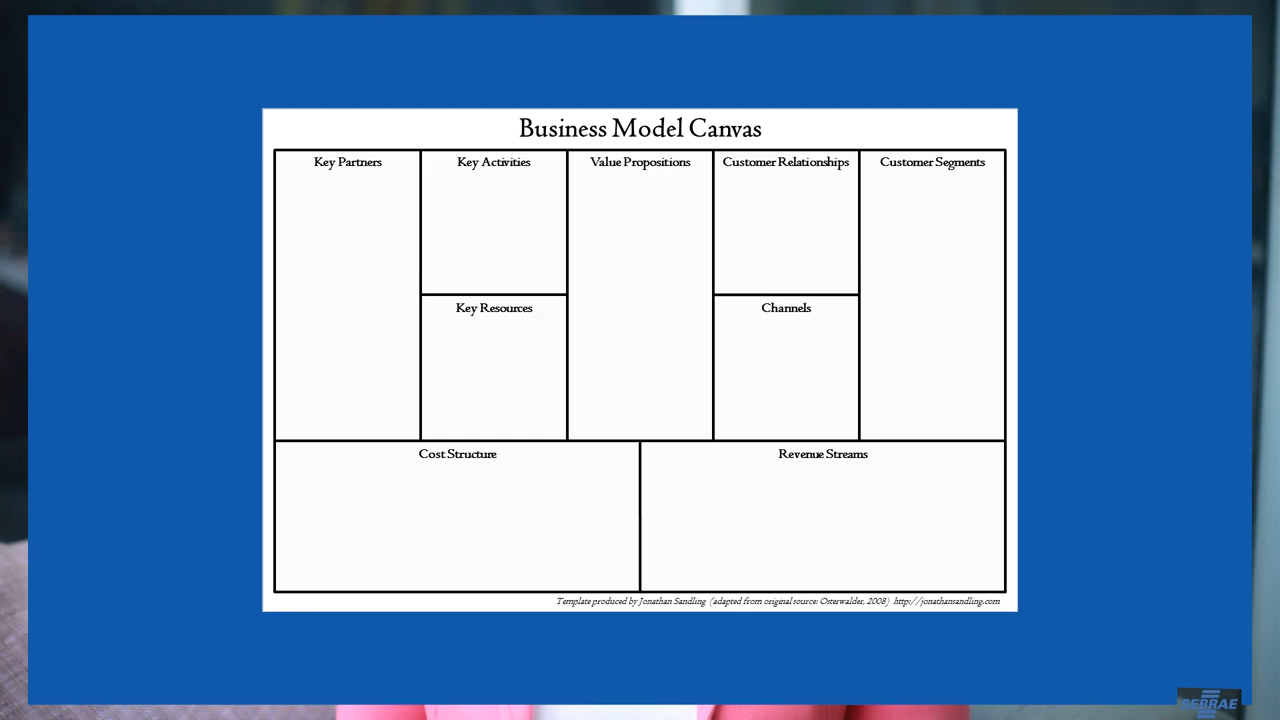 Business Model Canvas
Key Partners
Key Activities
Value Propositions
Customer Relationships
Customer Segments
Key Resources
Channels
Cost Structure
Revenue Streams
Template produced by Jonathan Sandling (adapted from original source: Osterwalder, 2008) http://jonathansandling.com
SEBRAE